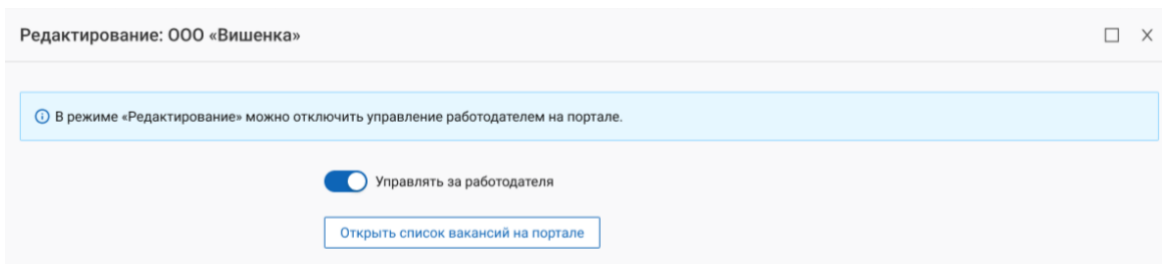 Редактирование: ООО «Вишенка»
В режиме «Редактирование» можно отключить управление работодателем на портале.
Управлять за работодателя
Открыть список вакансий на портале